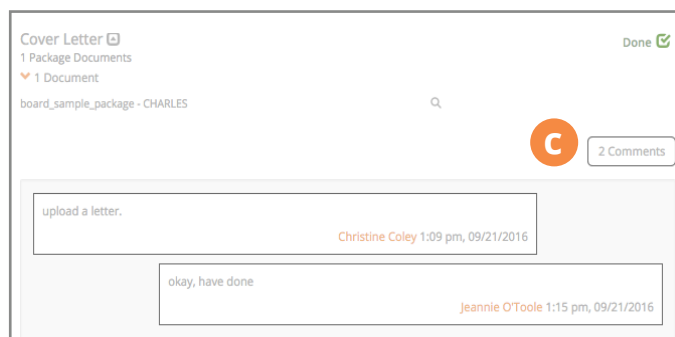 Cover Letter
Done
1 Package Documents
1 Document
board_sample_package - CHARLES
C
2 Comments
upload a letter.
Christine Coley 1:09 pm, 09/21/2016
okay, have done
Jeannie O'Toole 1:15 pm, 09/21/2016